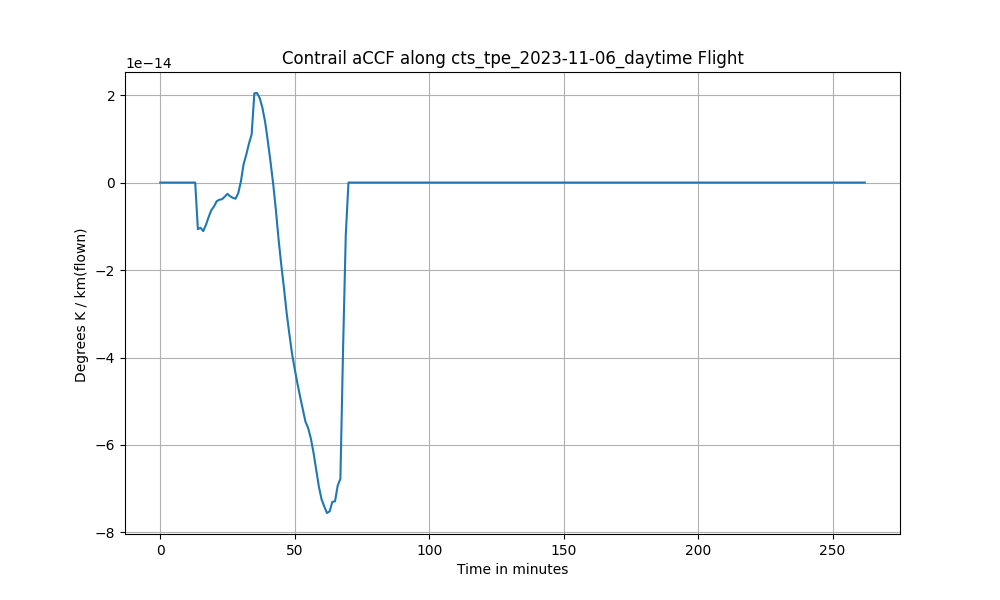 Contrail aCCF along cts_tpe_2023-11-06_daytime Flight
1e−14
2
0
−2
−4
−6
−8
Degrees K / km(flown)
0 50 100 150 200 250
Time in minutes